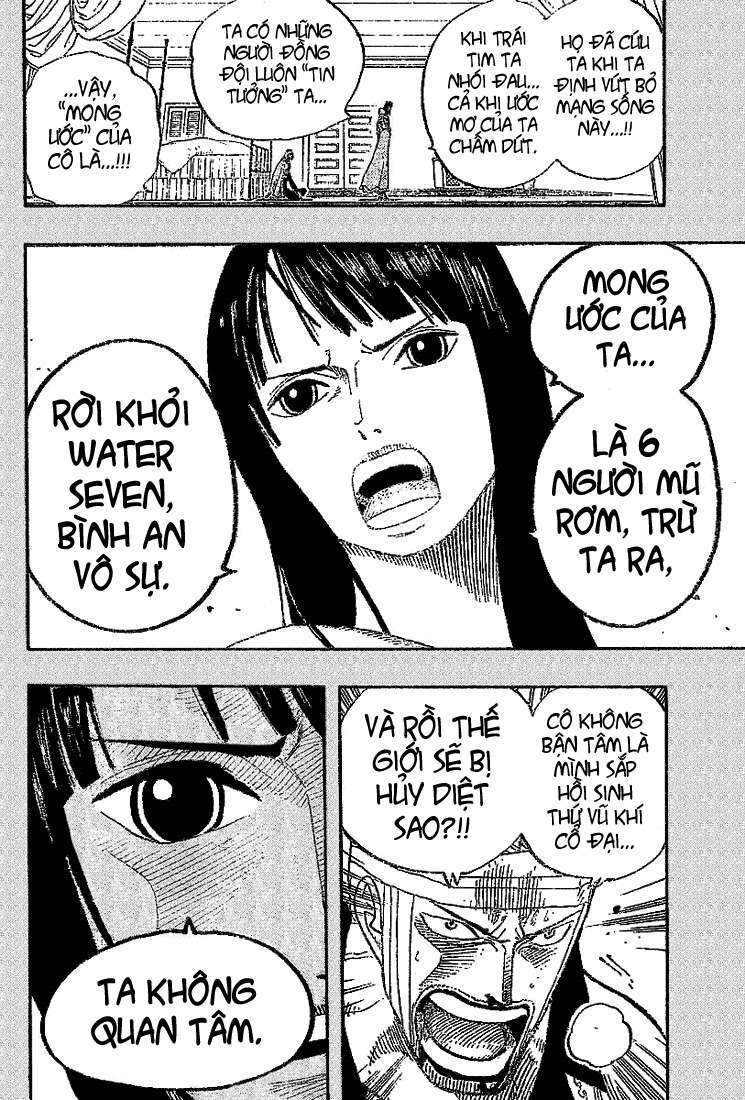 HỌ ĐÃ CỨU
TA KHI TA
ĐỊNH VỨT BỎ
MẠNG SỐNG
NÀY...!!
KHI TRÁI
TIM TA
NHÓI ĐAU...
CẢ KHI ƯỚC
MƠ CỦA TA
CHẤM DỨT.
TA CÓ NHỮNG
NGƯỜI ĐỒNG
ĐỘI LUÔN "TIN
TƯỞNG" TA...
...VẬY,
"MONG
ƯỚC" CỦA
CÔ LÀ...!!!
MONG
ƯỚC CỦA
TA...
LÀ 6
NGƯỜI MŨ
RƠM, TRỪ
TA RA,
RỜI KHỎI
WATER
SEVEN,
BÌNH AN
VÔ SỰ.
CÔ KHÔNG
BẬN TÂM LÀ
MÌNH SẮP
HỒI SINH
THỨ VŨ KHÍ
CỔ ĐẠI...
VÀ RỒI THẾ
GIỚI SẼ BỊ
HỦY DIỆT
SAO?!!
TA KHÔNG
QUAN TÂM.